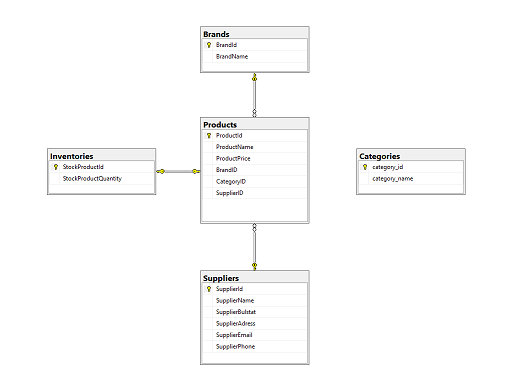 Brands
BrandId
BrandName
Products
ProductId
ProductName
ProductPrice
BrandID
CategoryID
SupplierID
Inventories
StockProductId
StockProductQuantity
Categories
category_id
category_name
Suppliers
SupplierId
SupplierName
SupplierBulstat
SupplierAdress
SupplierEmail
SupplierPhone